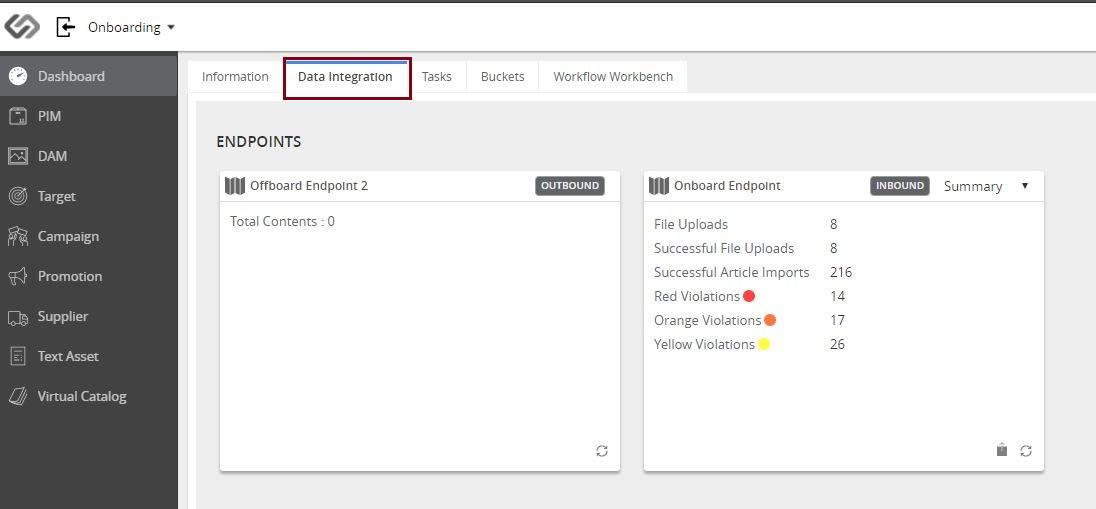 Onboarding
Dashboard
PIM
DAM
Target
Campaign
Promotion
Supplier
Text Asset
Virtual Catalog
Information Data Integration Tasks Buckets Workflow Workbench
ENDPOINTS
Offboard Endpoint 2 OUTBOUND
Total Contents : 0
Onboard Endpoint INBOUND Summary
File Uploads 8
Successful File Uploads 8
Successful Article Imports 216
Red Violations 14
Orange Violations 17
Yellow Violations 26